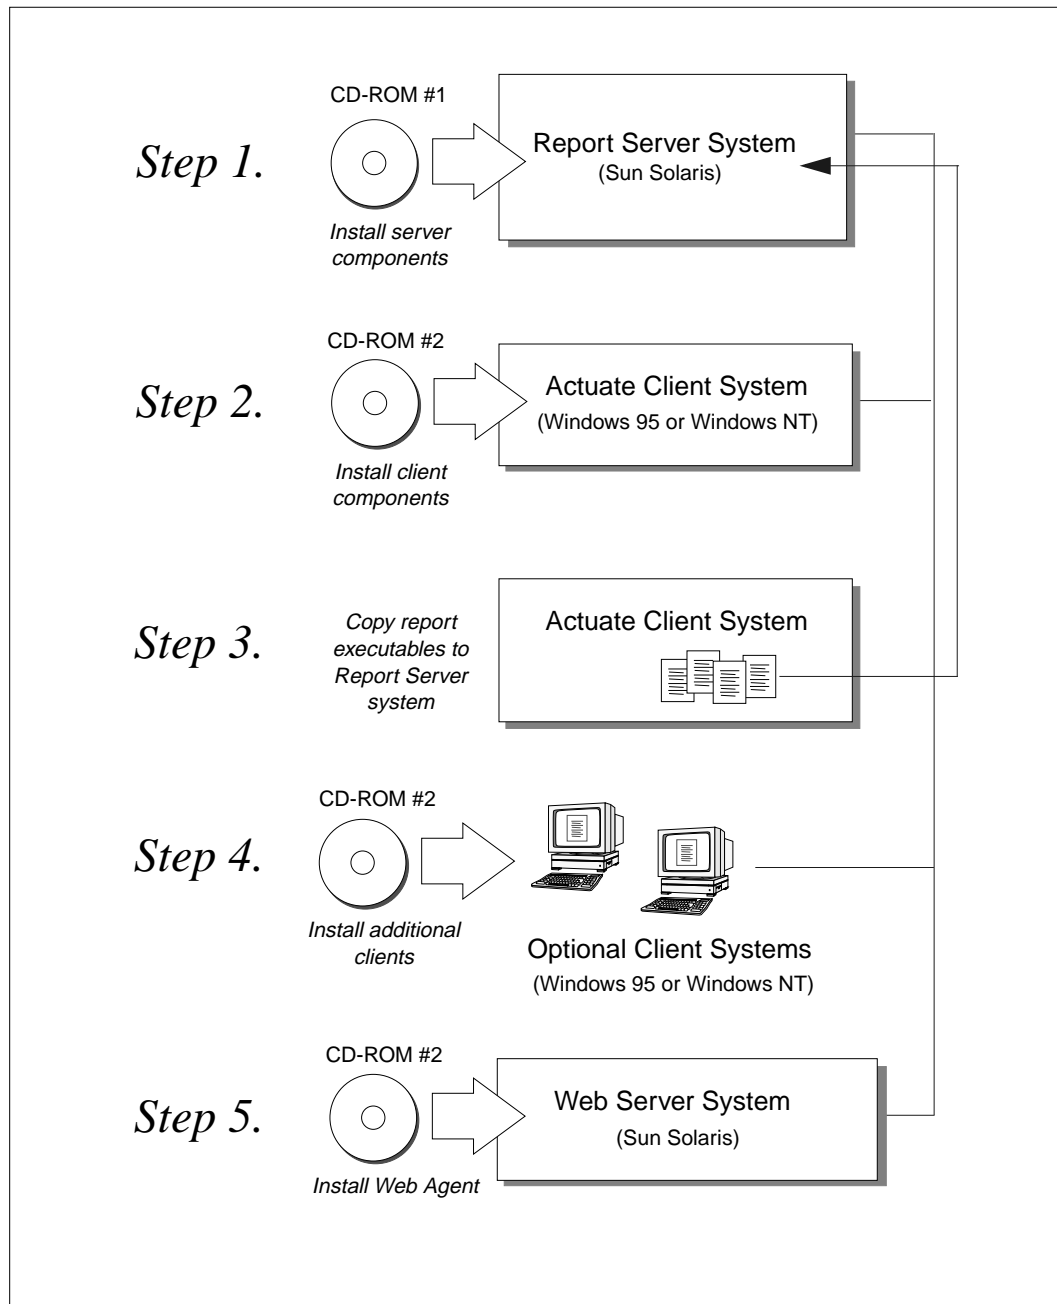 CD-ROM #1
Step 1.
Report Server System
(Sun Solaris)
Install server
components
CD-ROM #2
Step 2.
Actuate Client System
(Windows 95 or Windows NT)
Install client
components
Step 3.
Copy report
executables to
Report Server
system
Actuate Client System
CD-ROM #2
Step 4.
Install additional
clients
Optional Client Systems
(Windows 95 or Windows NT)
CD-ROM #2
Step 5.
Web Server System
(Sun Solaris)
Install Web Agent